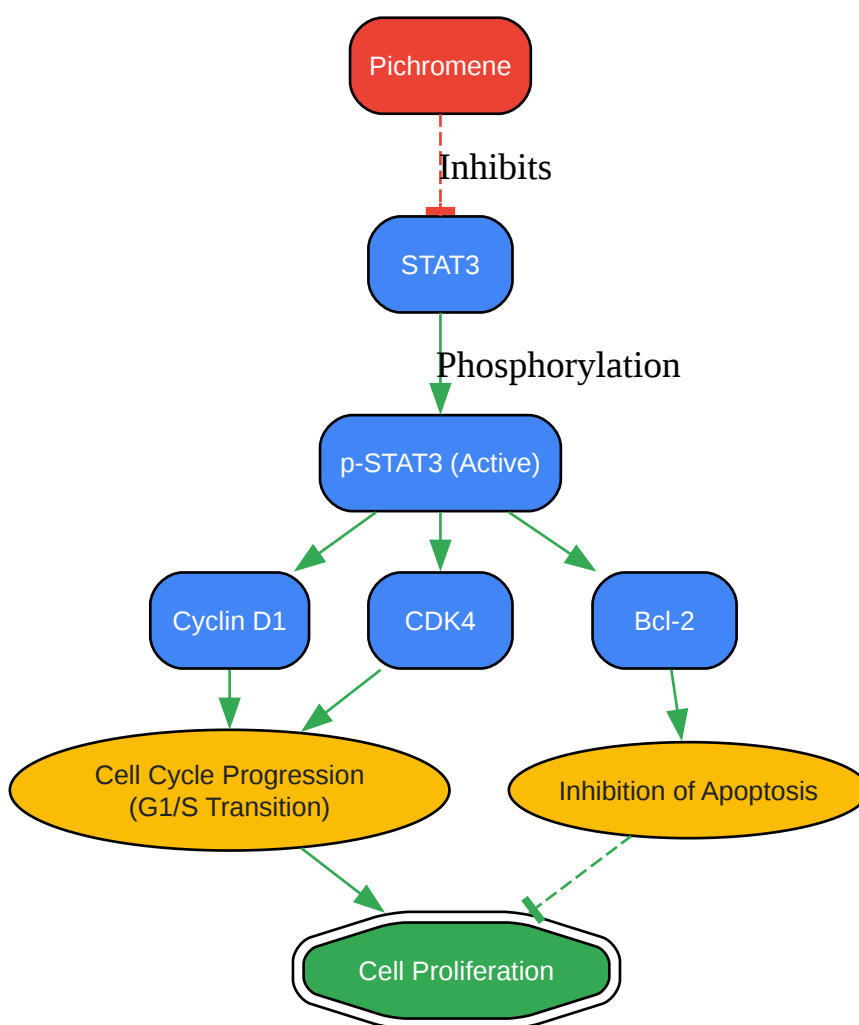 Pichromene
Inhibits
STAT3
Phosphorylation
p-STAT3 (Active)
Cyclin D1
CDK4
Bcl-2
Cell Cycle Progression
(G1/S Transition)
Inhibition of Apoptosis
Cell Proliferation